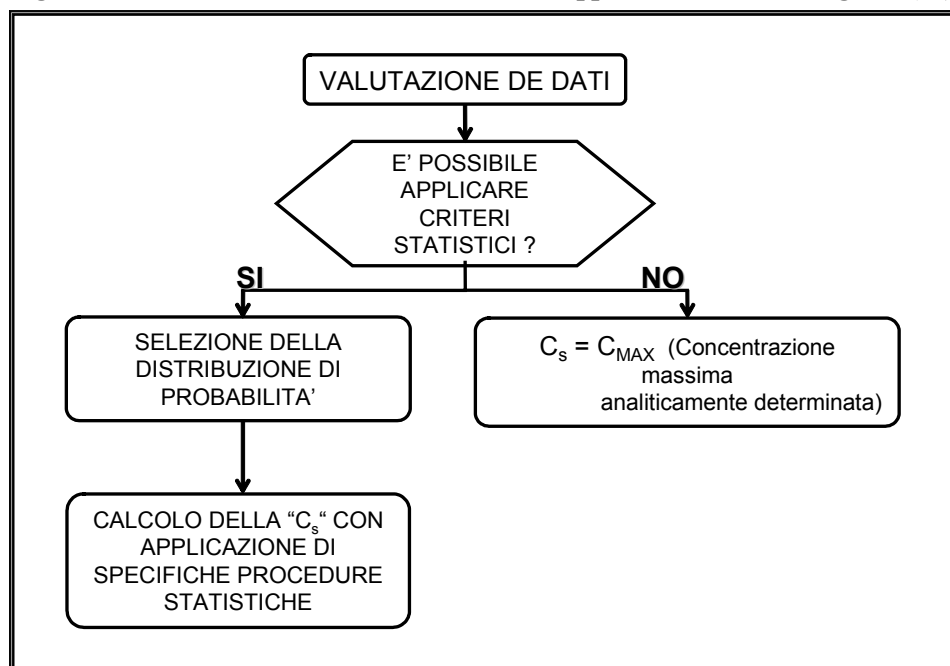 VALUTAZIONE DE DATI
E' POSSIBILE
APPLICARE
CRITERI
STATISTICI ?
SI
NO
SELEZIONE DELLA
DISTRIBUZIONE DI
PROBABILITA'
Cs = CMAX (Concentrazione
massima
analiticamente determinata)
CALCOLO DELLA "Cs" CON
APPLICAZIONE DI
SPECIFICHE PROCEDURE
STATISTICHE